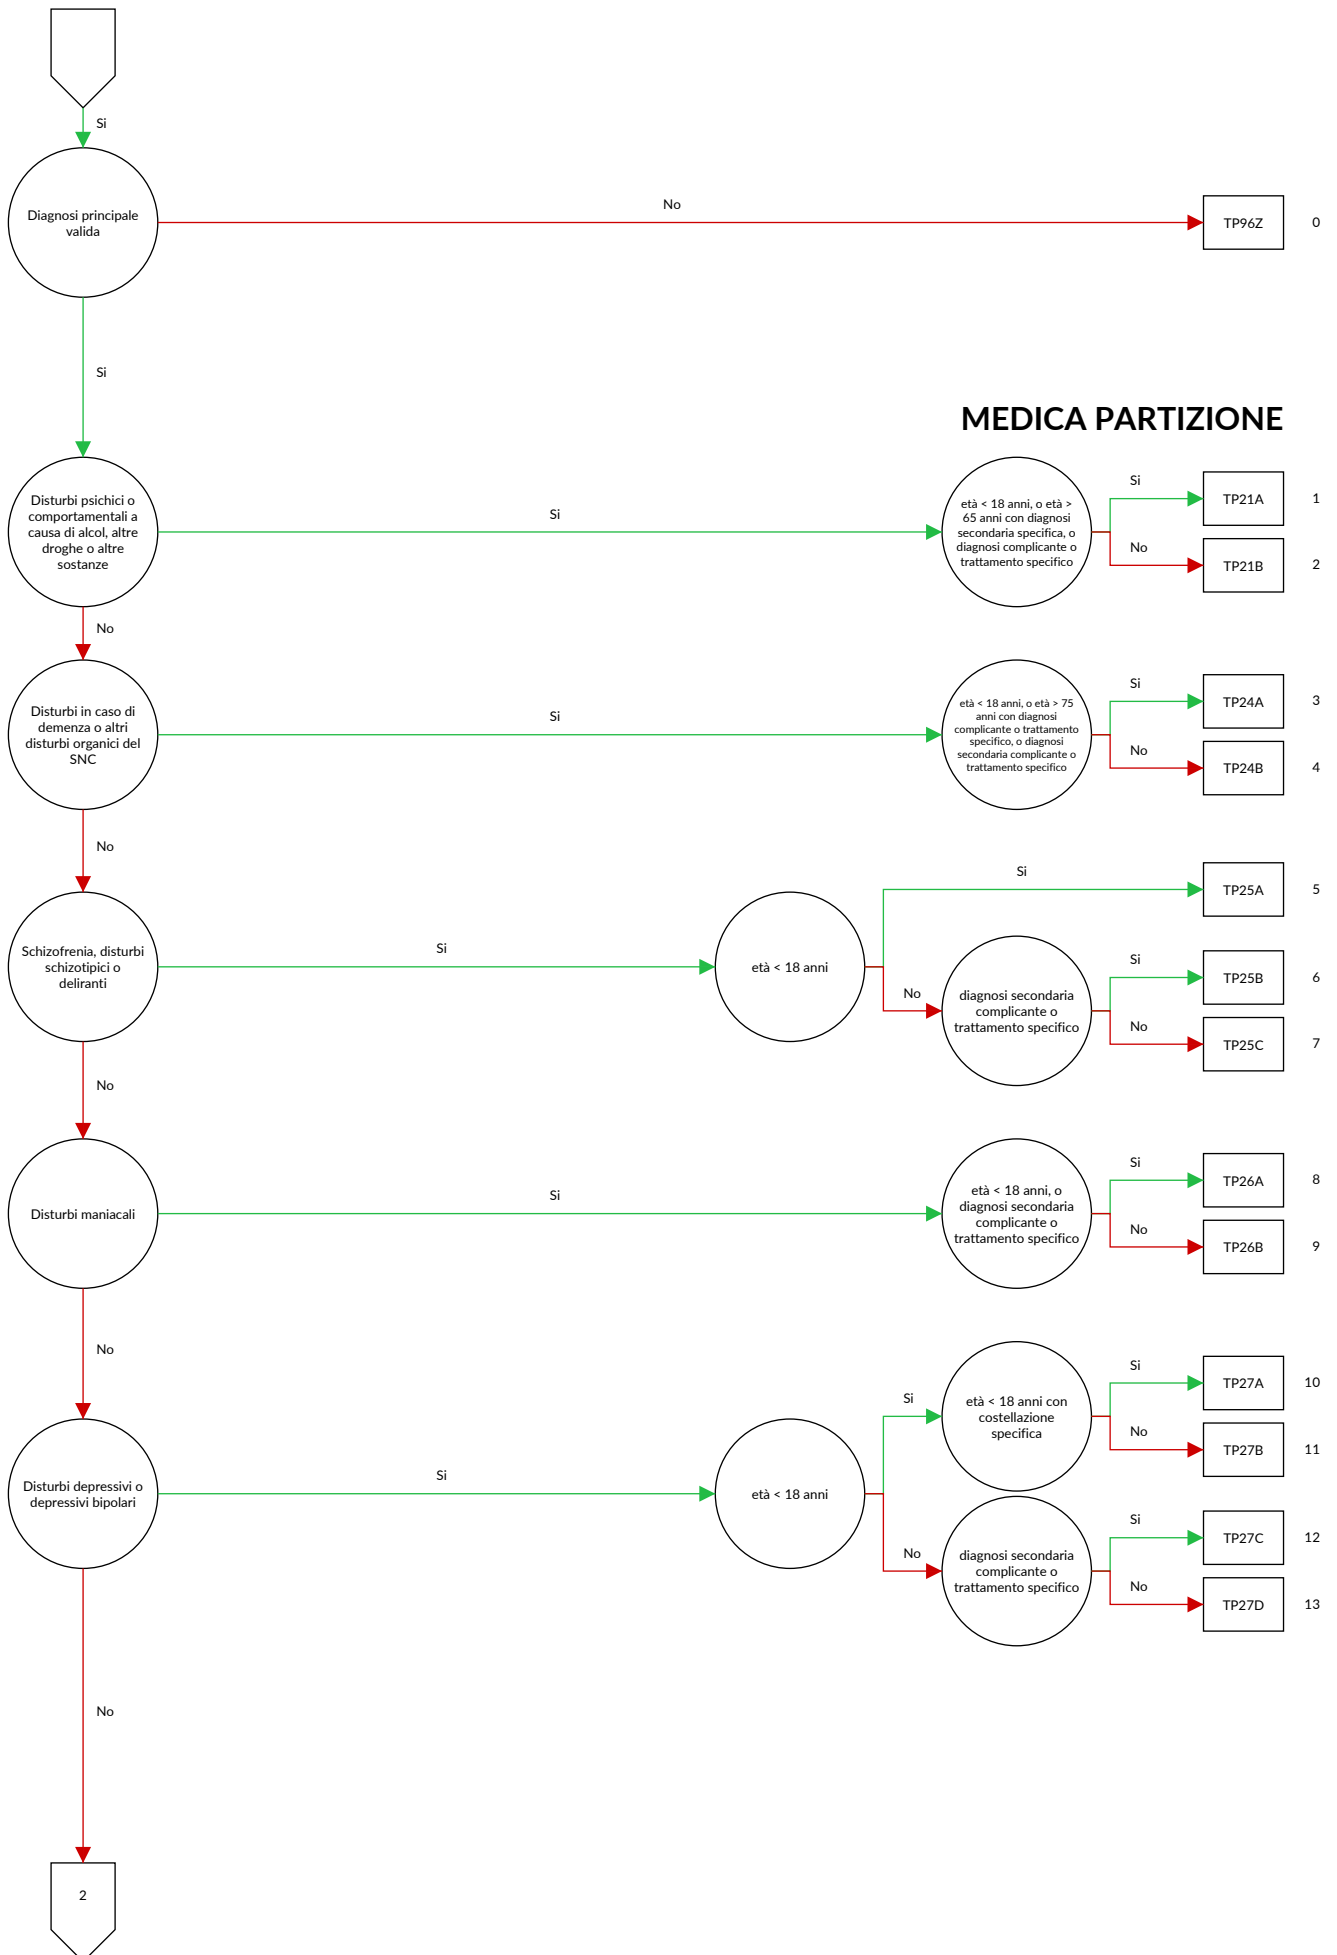 Si
Diagnosi principale
valida
No
TP96Z
0
Si
MEDICA PARTIZIONE
Disturbi psichici o
comportamentali a
causa di alcol, altre
droghe o altre
sostanze
Si
età < 18 anni, o età >
65 anni con diagnosi
secondaria specifica, o
diagnosi complicante o
trattamento specifico
Si
TP21A
1
No
TP21B
2
No
Disturbi in caso di
demenza o altri
disturbi organici del
SNC
Si
età < 18 anni, o età > 75
anni con diagnosi
complicante o trattamento
specifico, o diagnosi
secondaria complicante o
trattamento specifico
Si
TP24A
3
No
TP24B
4
No
Schizofrenia, disturbi
schizotipici o
deliranti
Si
età < 18 anni
Si
TP25A
5
No
diagnosi secondaria
complicante o
trattamento specifico
Si
TP25B
6
No
TP25C
7
No
Disturbi maniacali
Si
età < 18 anni, o
diagnosi secondaria
complicante o
trattamento specifico
Si
TP26A
8
No
TP26B
9
No
Disturbi depressivi o
depressivi bipolari
Si
età < 18 anni
Si
età < 18 anni con
costellazione
specifica
Si
TP27A
10
No
TP27B
11
No
diagnosi secondaria
complicante o
trattamento specifico
Si
TP27C
12
No
TP27D
13
No
2